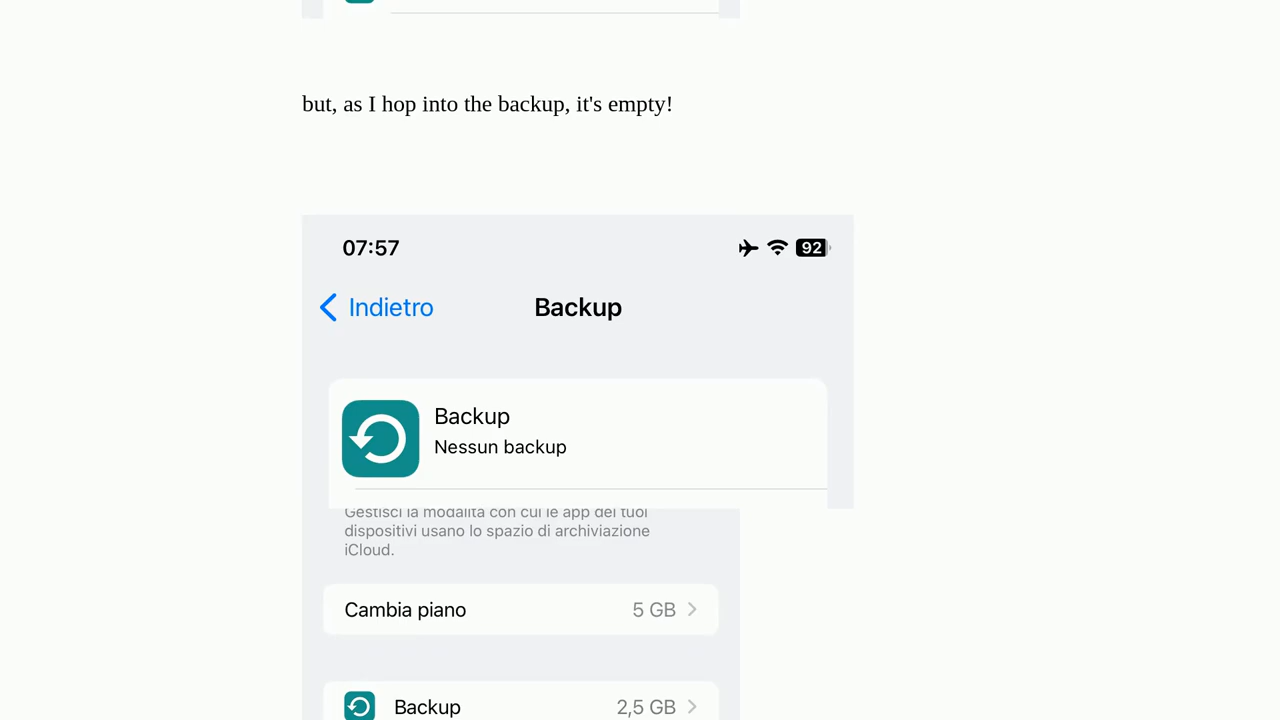 but, as I hop into the backup, it's empty!
07:57
92
Indietro
Backup
Backup
Nessun backup
Gestisci la modalità con cui le app dei tuoi
dispositivi usano lo spazio di archiviazione
iCloud.
Cambia piano
5 GB
Backup
2,5 GB